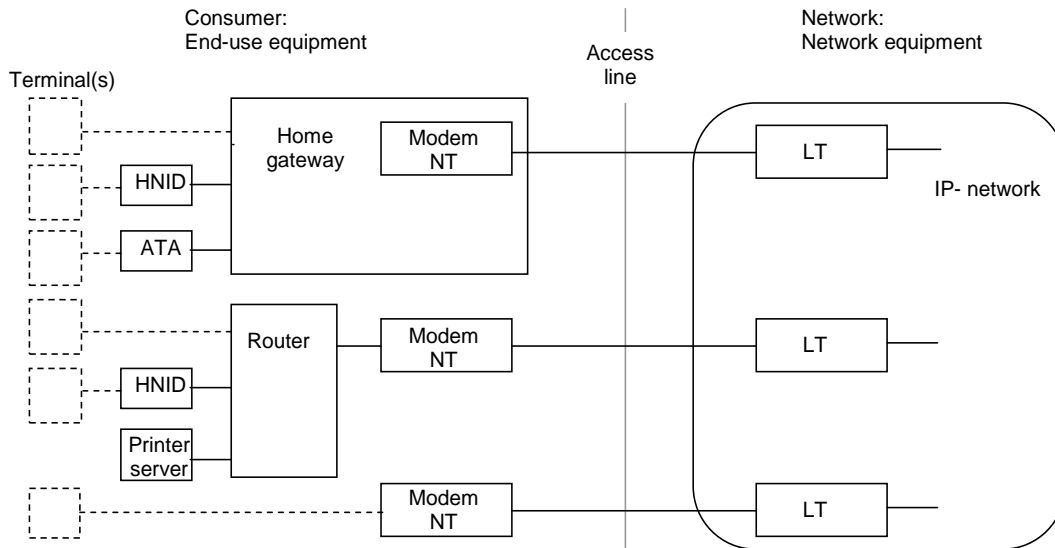 Consumer:
End-use equipment
Network:
Network equipment
Access
line
Terminal(s)
Home
gateway
Modem
NT
LT
HNID
IP- network
ATA
Router
Modem
NT
LT
HNID
Printer
server
Modem
NT
LT